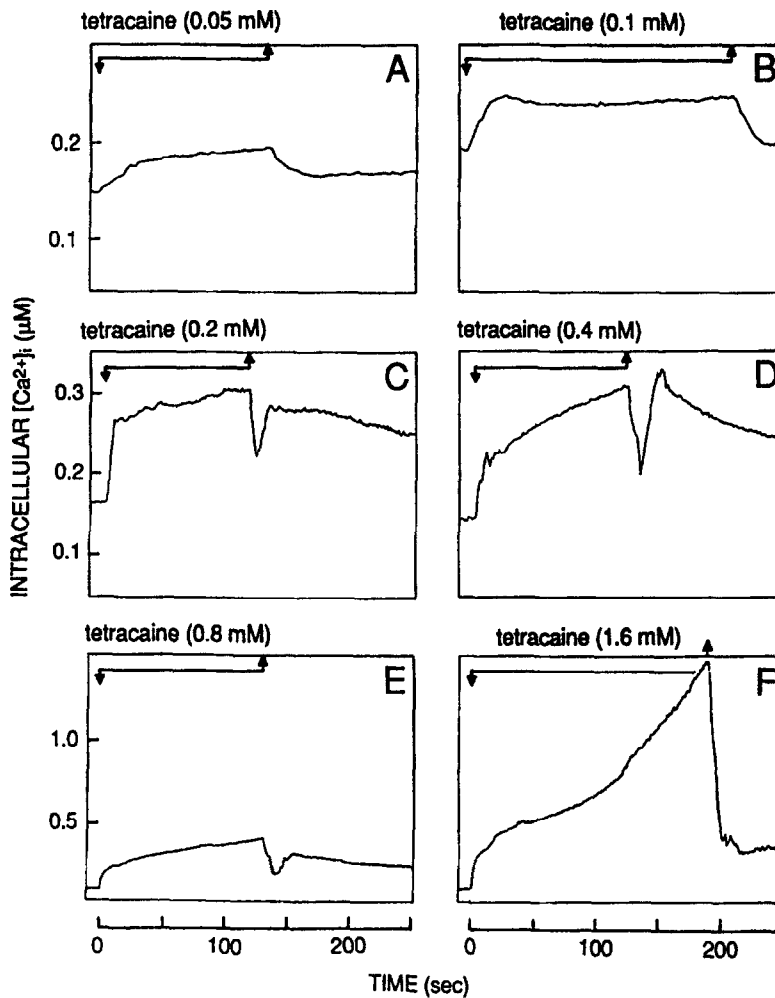 tetracaine (0.05 mM)
tetracaine (0.1 mM)
A
B
0.2
0.1
tetracaine (0.2 mM)
tetracaine (0.4 mM)
C
D
0.3
0.2
0.1
INTRACELLULAR [Ca2+]i (μM)
tetracaine (0.8 mM)
tetracaine (1.6 mM)
E
F
1.0
0.5
0 100 200
0 100 200
TIME (sec)